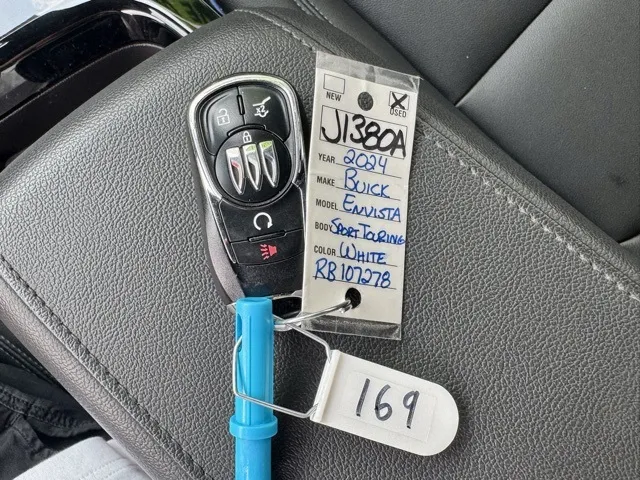 NEW
USED
J1380A
YEAR 2024
MAKE BUICK
MODEL ENVISTA
BODY SPORT TOURING
COLOR WHITE
RB107278
169